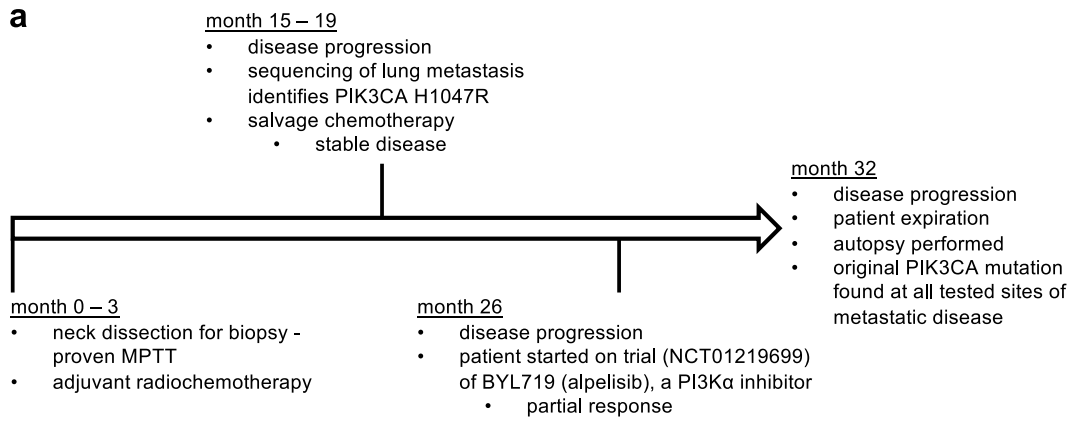 a
month 15 – 19
• disease progression
• sequencing of lung metastasis
identifies PIK3CA H1047R
• salvage chemotherapy
• stable disease
month 32
• disease progression
• patient expiration
• autopsy performed
• original PIK3CA mutation
found at all tested sites of
metastatic disease
month 0 – 3
• neck dissection for biopsy -
proven MPTT
• adjuvant radiochemotherapy
month 26
• disease progression
• patient started on trial (NCT01219699)
of BYL719 (alpelisib), a PI3Kα inhibitor
• partial response